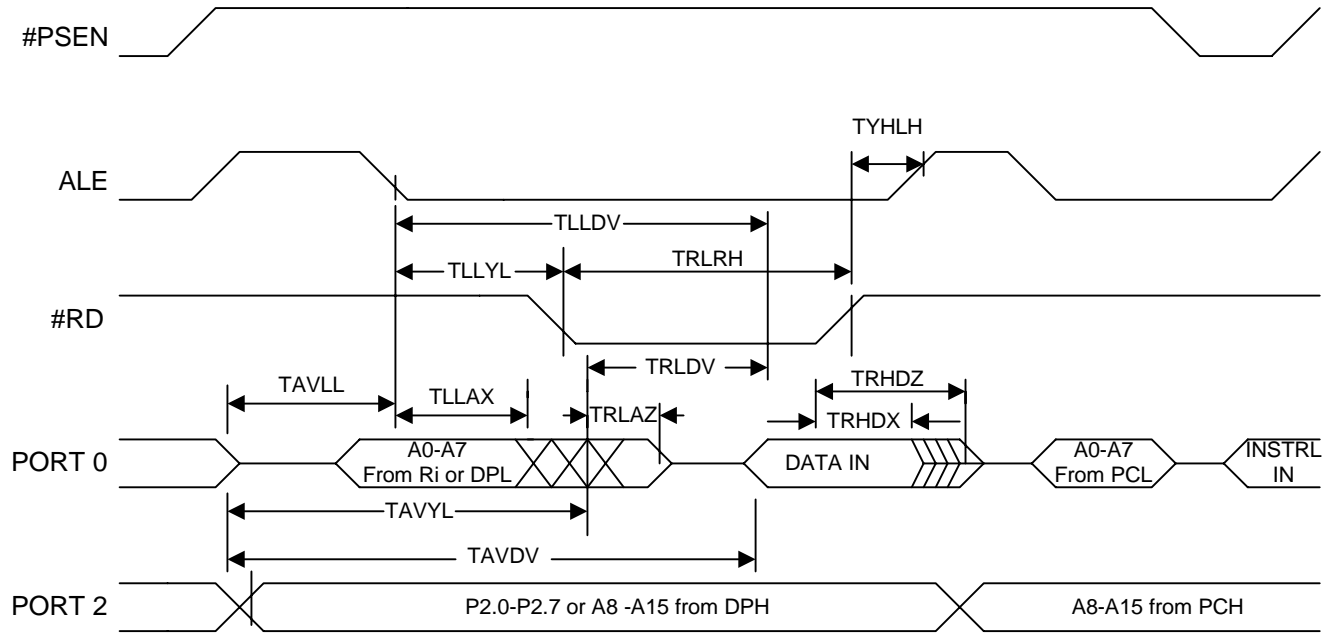 #PSEN
TYHLH
ALE
TLLDV
TLLYL
TRLRH
#RD
TRLDV
TAVLL
TLLAX
TRHDZ
TRLAZ
TRHDX
PORT 0
A0-A7
From Ri or DPL
DATA IN
A0-A7
From PCL
INSTRL
IN
TAVYL
TAVDV
PORT 2
P2.0-P2.7 or A8 -A15 from DPH
A8-A15 from PCH